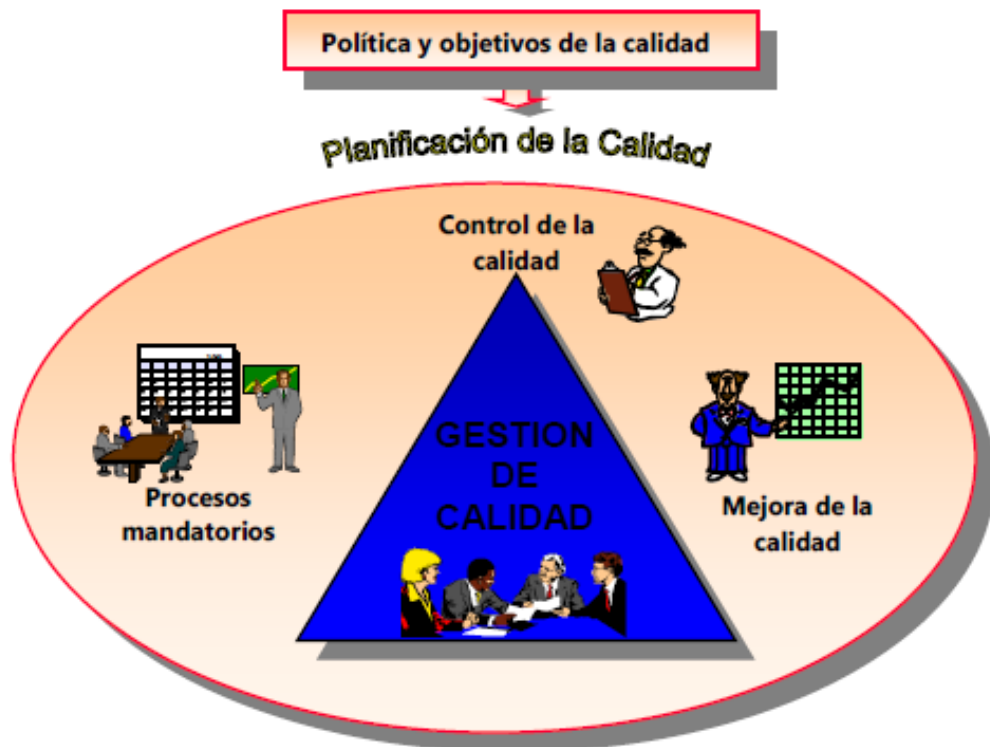 Política y objetivos de la calidad
Planificación de la Calidad
Control de la
calidad
Procesos
mandatorios
GESTION
DE
CALIDAD
Mejora de la
calidad